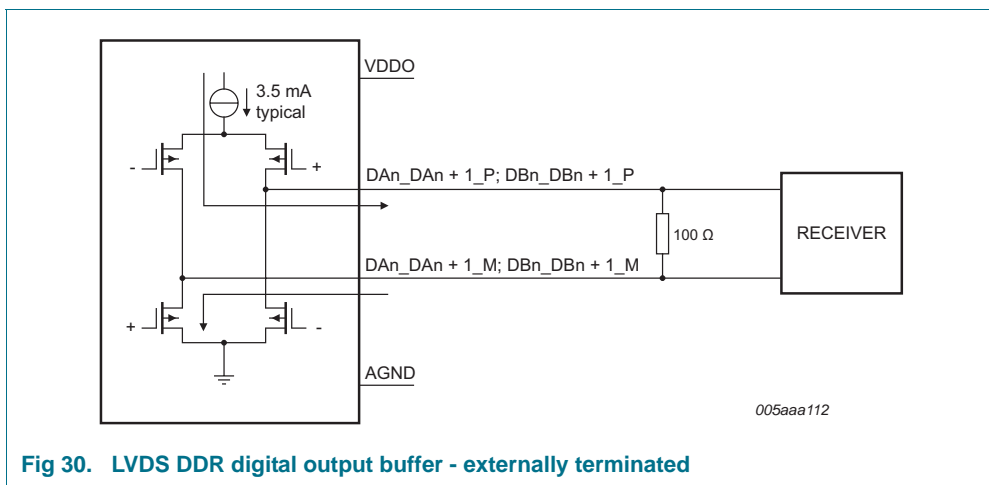 VDDO
3.5 mA
typical
-
+
DAn_DAn + 1_P; DBn_DBn + 1_P
100 Ω
RECEIVER
DAn_DAn + 1_M; DBn_DBn + 1_M
+
-
AGND
005aaa112
Fig 30. LVDS DDR digital output buffer - externally terminated